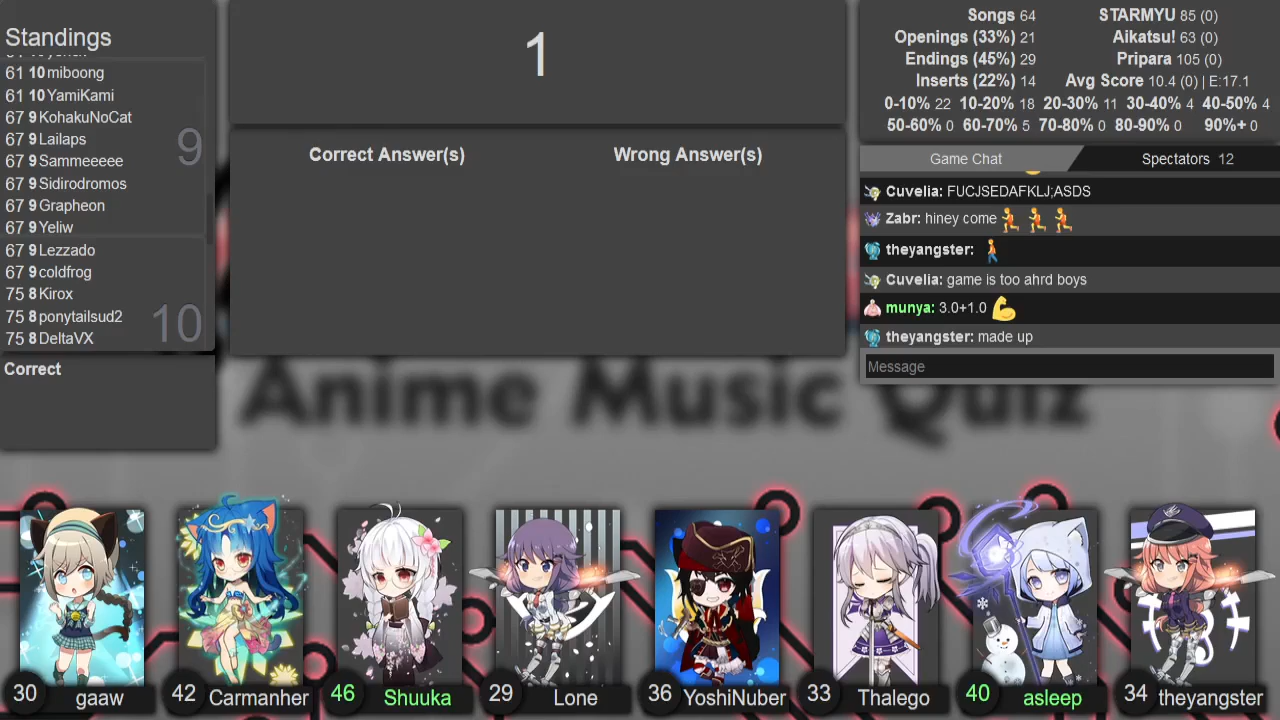 Standings
61 10 miboong
61 10 YamiKami
67 9 KohakuNoCat
67 9 Lailaps
67 9 Sammeeeee
67 9 Sidirodromos
67 9 Grapheon
67 9 Yeliw
67 9 Lezzado
67 9 coldfrog
75 8 Kirox
75 8 ponytailsud2
75 8 DeltaVX
9
10
Correct
1
Correct Answer(s) Wrong Answer(s)
Songs 64 STARMYU 85 (0)
Openings (33%) 21 Aikatsu! 63 (0)
Endings (45%) 29 Pripara 105 (0)
Inserts (22%) 14 Avg Score 10.4 (0) | E:17.1
0-10% 22 10-20% 18 20-30% 11 30-40% 4 40-50% 4
50-60% 0 60-70% 5 70-80% 0 80-90% 0 90%+ 0
Game Chat Spectators 12
Cuvelia: FUCJSEDAFKLJ;ASDS
Zabr: hiney come 🏃 🏃 🏃
theyangster: 🚶
Cuvelia: game is too ahrd boys
munya: 3.0+1.0 💪
theyangster: made up
Message
Anime Music Quiz
30 gaaw 42 Carmanher 46 Shuuka 29 Lone 36 YoshiNuber 33 Thalego 40 asleep 34 theyangster